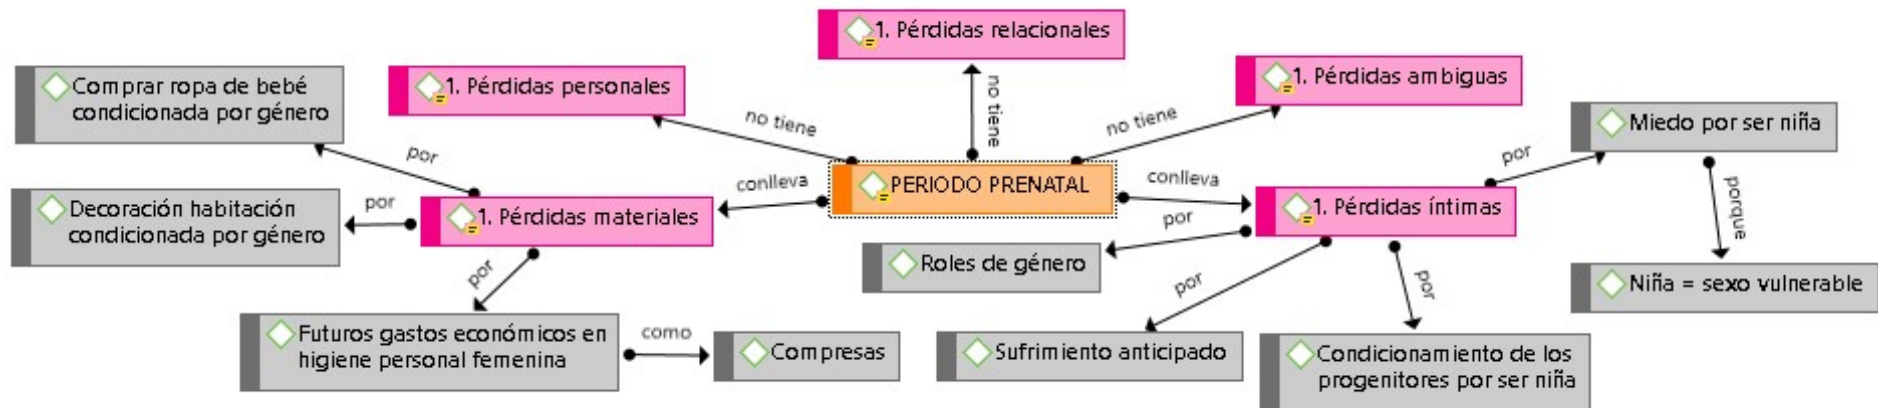 1. Pérdidas relacionales
Comprar ropa de bebé
condicionada por género
1. Pérdidas personales
1. Pérdidas ambiguas
no tiene
no tiene
no tiene
Miedo por ser niña
por
por
conlleva
PERIODO PRENATAL
conlleva
Decoración habitación
condicionada por género
por
1. Pérdidas materiales
1. Pérdidas íntimas
porque
por
Roles de género
por
por
por
Niña = sexo vulnerable
Futuros gastos económicos en
higiene personal femenina
como
Compresas
Sufrimiento anticipado
Condicionamiento de los
progenitores por ser niña